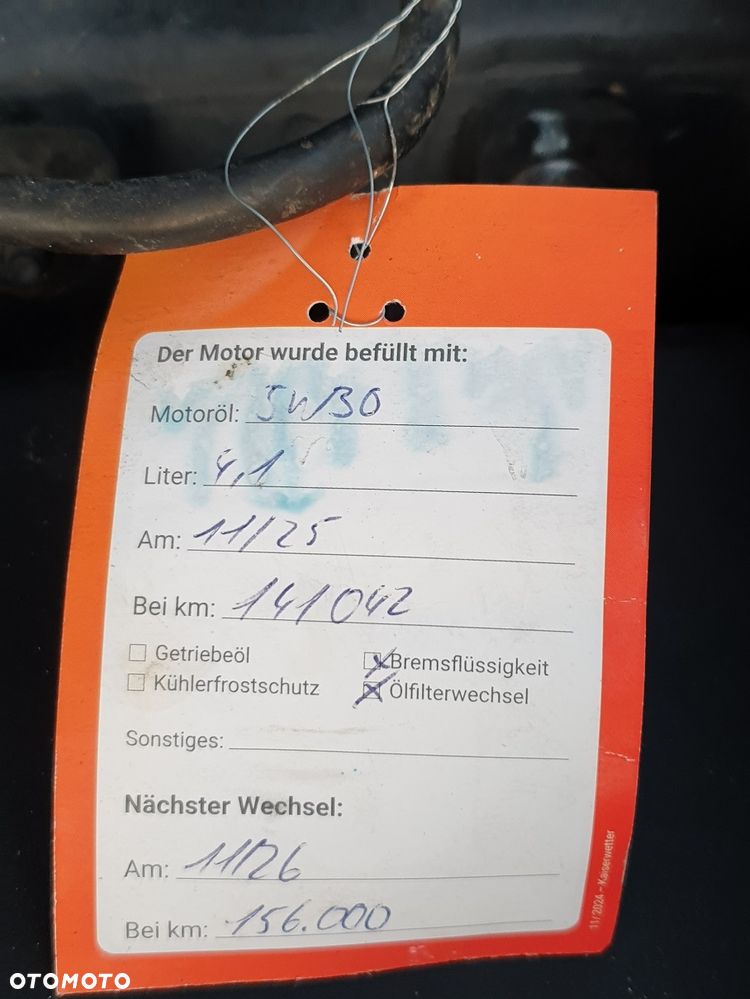 Der Motor wurde befüllt mit:
Motoröl: 5W30
Liter: 4,1
Am: 11/25
Bei km: 141042
Getriebeöl
Bremsflüssigkeit
Kühlerfrostschutz
Ölfilterwechsel
Sonstiges:
Nächster Wechsel:
Am: 11/26
Bei km: 156.000
11/2024 – Kaiserwetter
OTOMOTO